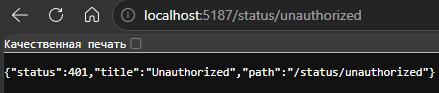 localhost:5187/status/unauthorized
Качественная печать
{"status":401,"title":"Unauthorized","path":"/status/unauthorized"}